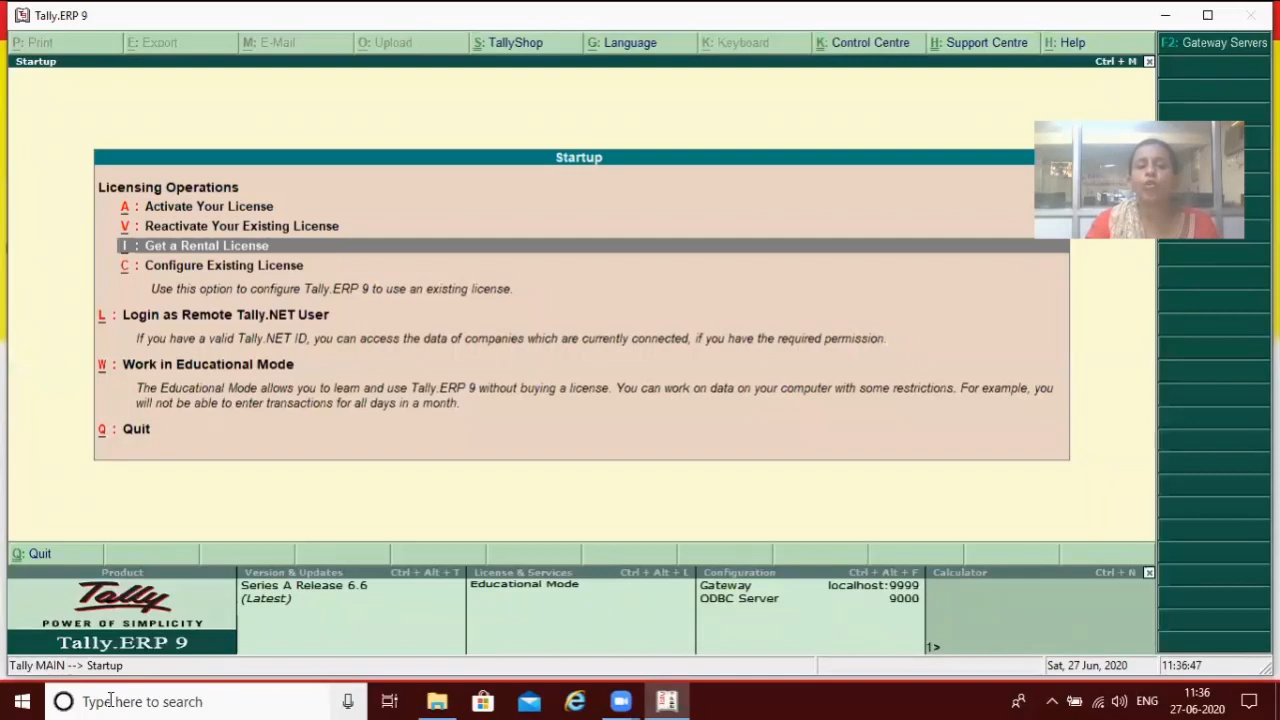 Tally.ERP 9
P: Print
E: Export
M: E-Mail
O: Upload
S: TallyShop
G: Language
K: Keyboard
K: Control Centre
H: Support Centre
H: Help
F2: Gateway Servers
Startup
Ctrl + M
Startup
Licensing Operations
A : Activate Your License
V : Reactivate Your Existing License
I : Get a Rental License
C : Configure Existing License
Use this option to configure Tally.ERP 9 to use an existing license.
L : Login as Remote Tally.NET User
If you have a valid Tally.NET ID, you can access the data of companies which are currently connected, if you have the required permission.
W : Work in Educational Mode
The Educational Mode allows you to learn and use Tally.ERP 9 without buying a license. You can work on data on your computer with some restrictions. For example, you
will not be able to enter transactions for all days in a month.
Q : Quit
Q: Quit
Product
Tally
POWER OF SIMPLICITY
Tally.ERP 9
Version & Updates Ctrl + Alt + T
Series A Release 6.6
(Latest)
License & Services Ctrl + Alt + L
Educational Mode
Configuration Ctrl + Alt + F
Gateway localhost:9999
ODBC Server 9000
Calculator Ctrl + N
1>
Tally MAIN --> Startup
Sat, 27 Jun, 2020
11:36:47
Type here to search
ENG
11:36
27-06-2020